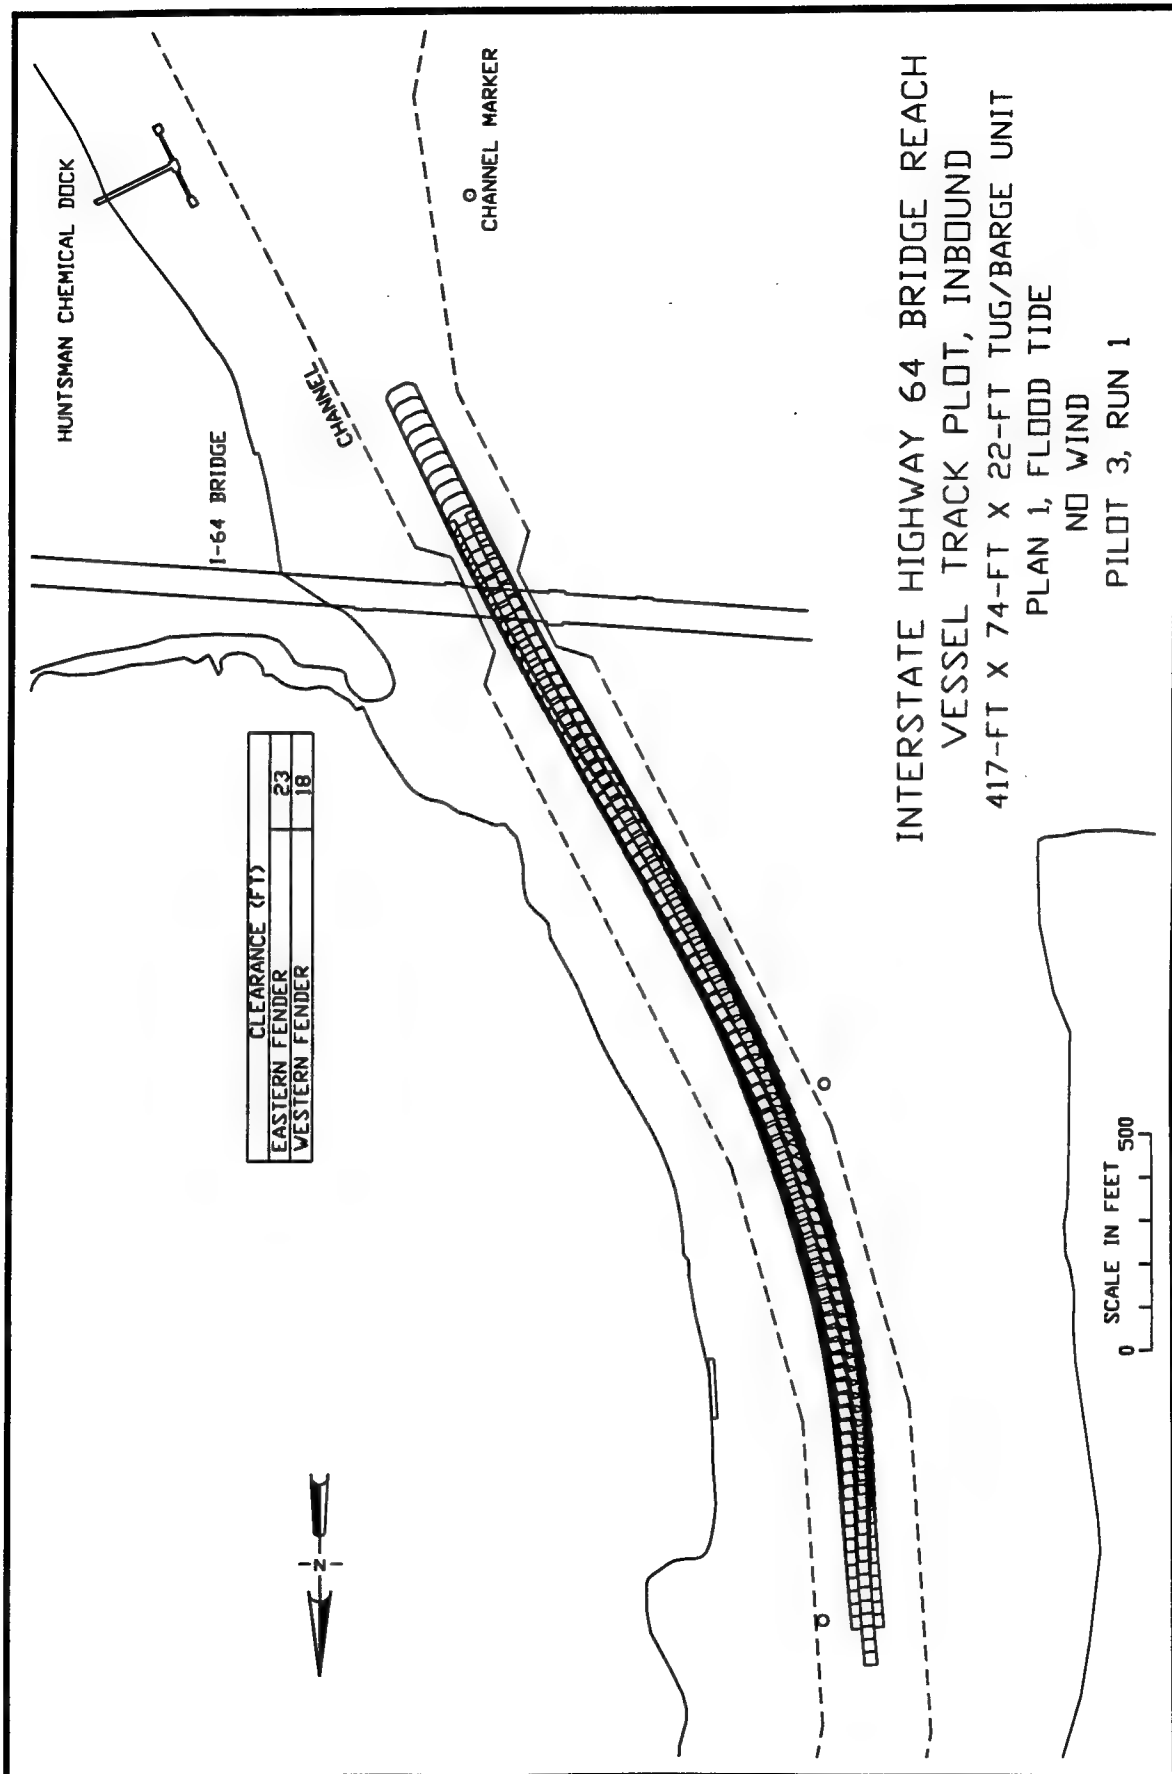 HUNTSMAN CHEMICAL DOCK
CHANNEL MARKER
CHANNEL
I-64 BRIDGE
CLEARANCE (FT)
EASTERN FENDER 23
WESTERN FENDER 18
N
INTERSTATE HIGHWAY 64 BRIDGE REACH
VESSEL TRACK PLOT, INBOUND
417-FT X 74-FT X 22-FT TUG/BARGE UNIT
PLAN 1, FLOOD TIDE
NO WIND
PILOT 3, RUN 1
SCALE IN FEET
0 500